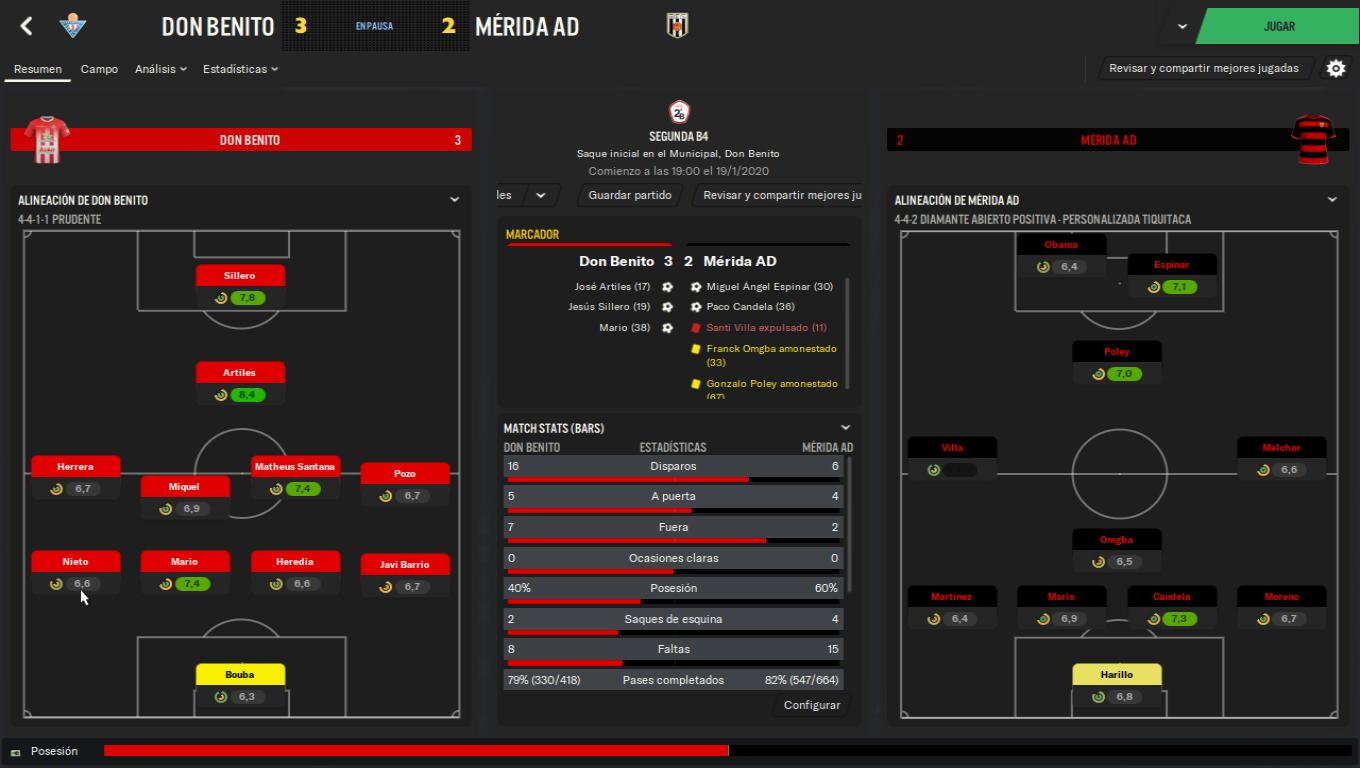 DON BENITO 3 EN PAUSA 2 MÉRIDA AD
JUGAR
Resumen Campo Análisis Estadísticas
Revisar y compartir mejores jugadas
DON BENITO 3
ALINEACIÓN DE DON BENITO
4-4-1-1 PRUDENTE
Sillero
7,8
Artiles
8,4
Herrera
6,7
Miquel
6,9
Matheus Santana
7,4
Pozo
6,7
Nieto
6,6
Mario
7,4
Heredia
6,6
Javi Barrio
6,7
Bouba
6,3
2B
SEGUNDA B4
Saque inicial en el Municipal, Don Benito
Comienzo a las 19:00 el 19/1/2020
les
Guardar partido
Revisar y compartir mejores ju
MARCADOR
Don Benito 3 2 Mérida AD
José Artiles (17)
Jesús Sillero (19)
Mario (38)
Miguel Ángel Espinar (30)
Paco Candela (36)
Santi Villa expulsado (11)
Franck Omgba amonestado
(33)
Gonzalo Poley amonestado
(67)
MATCH STATS (BARS)
DON BENITO ESTADÍSTICAS MÉRIDA AD
16 Disparos 6
5 A puerta 4
7 Fuera 2
0 Ocasiones claras 0
40% Posesión 60%
2 Saques de esquina 4
8 Faltas 15
79% (330/418) Pases completados 82% (547/664)
Configurar
2 MÉRIDA AD
ALINEACIÓN DE MÉRIDA AD
4-4-2 DIAMANTE ABIERTO POSITIVA - PERSONALIZADA TIQUITACA
Obama
6,4
Espinar
7,1
Poley
7,0
Villa
Melchor
6,6
Omgba
6,5
Martínez
6,4
Mario
6,9
Candela
7,3
Moreno
6,7
Harillo
6,8
Posesión